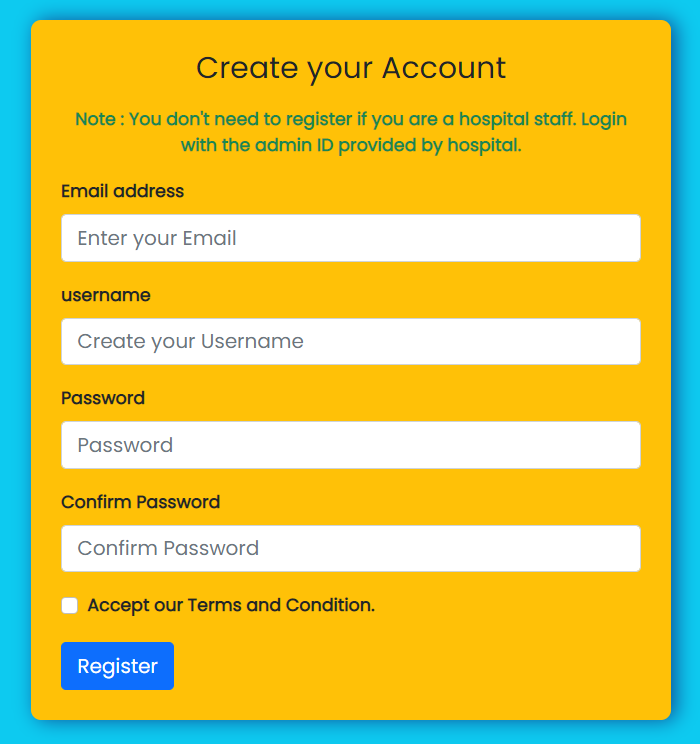 Create your Account
Note : You don't need to register if you are a hospital staff. Login
with the admin ID provided by hospital.
Email address
Enter your Email
username
Create your Username
Password
Password
Confirm Password
Confirm Password
Accept our Terms and Condition.
Register